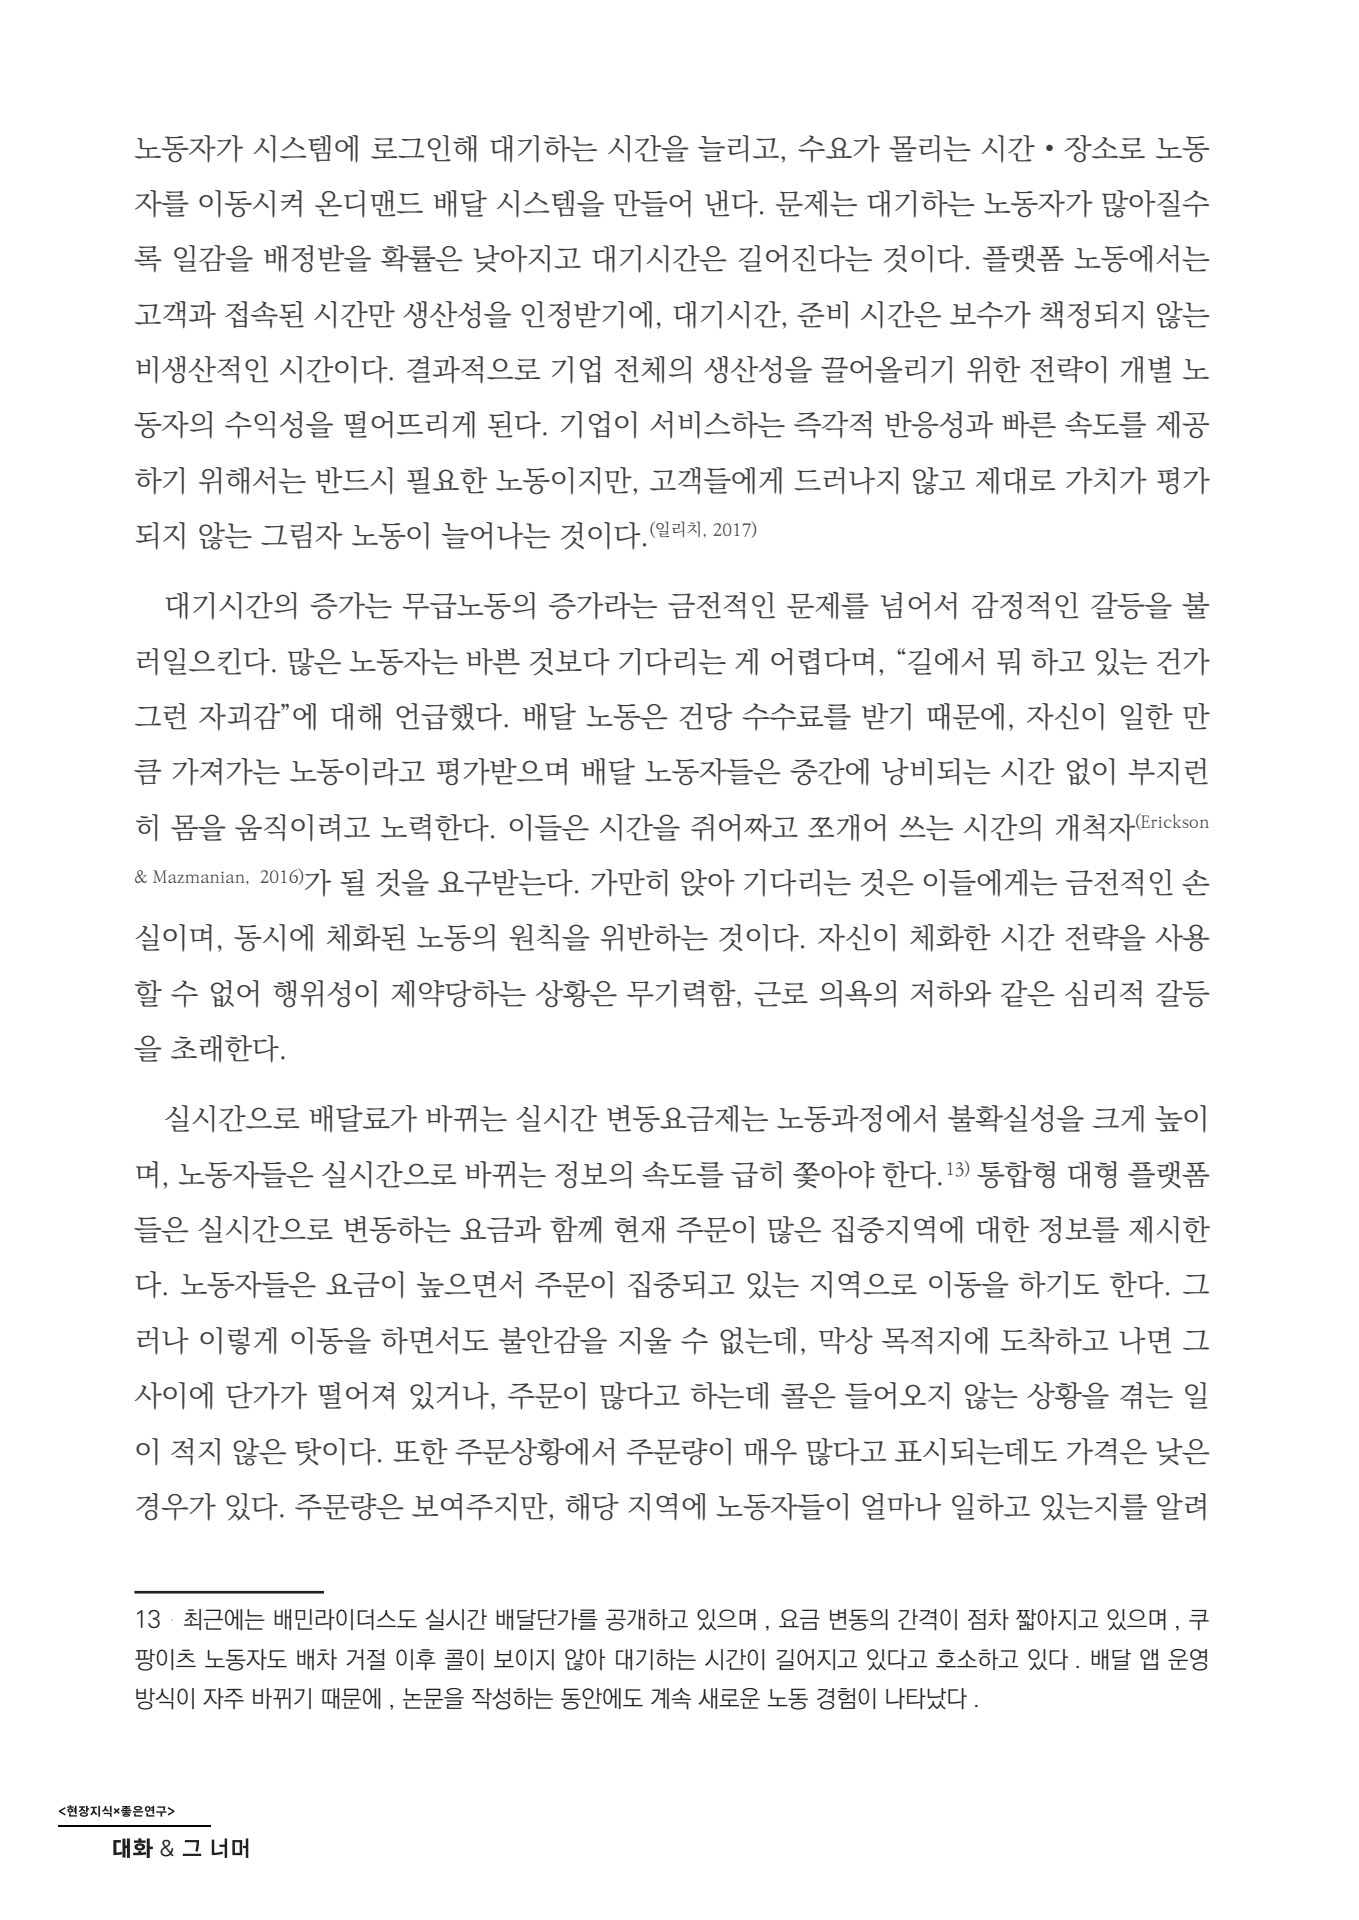 노동자가 시스템에 로그인해 대기하는 시간을 늘리고, 수요가 몰리는 시간·장소로 노동
자를 이동시켜 온디맨드 배달 시스템을 만들어 낸다. 문제는 대기하는 노동자가 많아질수
록 일감을 배정받을 확률은 낮아지고 대기시간은 길어진다는 것이다. 플랫폼 노동에서는
고객과 접속된 시간만 생산성을 인정받기에, 대기시간, 준비 시간은 보수가 책정되지 않는
비생산적인 시간이다. 결과적으로 기업 전체의 생산성을 끌어올리기 위한 전략이 개별 노
동자의 수익성을 떨어뜨리게 된다. 기업이 서비스하는 즉각적 반응성과 빠른 속도를 제공
하기 위해서는 반드시 필요한 노동이지만, 고객들에게 드러나지 않고 제대로 가치가 평가
되지 않는 그림자 노동이 늘어나는 것이다.(일리치, 2017)
대기시간의 증가는 무급노동의 증가라는 금전적인 문제를 넘어서 감정적인 갈등을 불
러일으킨다. 많은 노동자는 바쁜 것보다 기다리는 게 어렵다며, “길에서 뭐 하고 있는 건가
그런 자괴감”에 대해 언급했다. 배달 노동은 건당 수수료를 받기 때문에, 자신이 일한 만
큼 가져가는 노동이라고 평가받으며 배달 노동자들은 중간에 낭비되는 시간 없이 부지런
히 몸을 움직이려고 노력한다. 이들은 시간을 쥐어짜고 쪼개어 쓰는 시간의 개척자(Erickson
& Mazmanian, 2016)가 될 것을 요구받는다. 가만히 앉아 기다리는 것은 이들에게는 금전적인 손
실이며, 동시에 체화된 노동의 원칙을 위반하는 것이다. 자신이 체화한 시간 전략을 사용
할 수 없어 행위성이 제약당하는 상황은 무기력함, 근로 의욕의 저하와 같은 심리적 갈등
을 초래한다.
실시간으로 배달료가 바뀌는 실시간 변동요금제는 노동과정에서 불확실성을 크게 높이
며, 노동자들은 실시간으로 바뀌는 정보의 속도를 급히 쫓아야 한다.13) 통합형 대형 플랫폼
들은 실시간으로 변동하는 요금과 함께 현재 주문이 많은 집중지역에 대한 정보를 제시한
다. 노동자들은 요금이 높으면서 주문이 집중되고 있는 지역으로 이동을 하기도 한다. 그
러나 이렇게 이동을 하면서도 불안감을 지울 수 없는데, 막상 목적지에 도착하고 나면 그
사이에 단가가 떨어져 있거나, 주문이 많다고 하는데 콜은 들어오지 않는 상황을 겪는 일
이 적지 않은 탓이다. 또한 주문상황에서 주문량이 매우 많다고 표시되는데도 가격은 낮은
경우가 있다. 주문량은 보여주지만, 해당 지역에 노동자들이 얼마나 일하고 있는지를 알려
13 · 최근에는 배민라이더스도 실시간 배달단가를 공개하고 있으며 , 요금 변동의 간격이 점차 짧아지고 있으며 , 쿠
팡이츠 노동자도 배차 거절 이후 콜이 보이지 않아 대기하는 시간이 길어지고 있다고 호소하고 있다 . 배달 앱 운영
방식이 자주 바뀌기 때문에 , 논문을 작성하는 동안에도 계속 새로운 노동 경험이 나타났다 .
<현장지식×좋은연구>
대화 & 그 너머